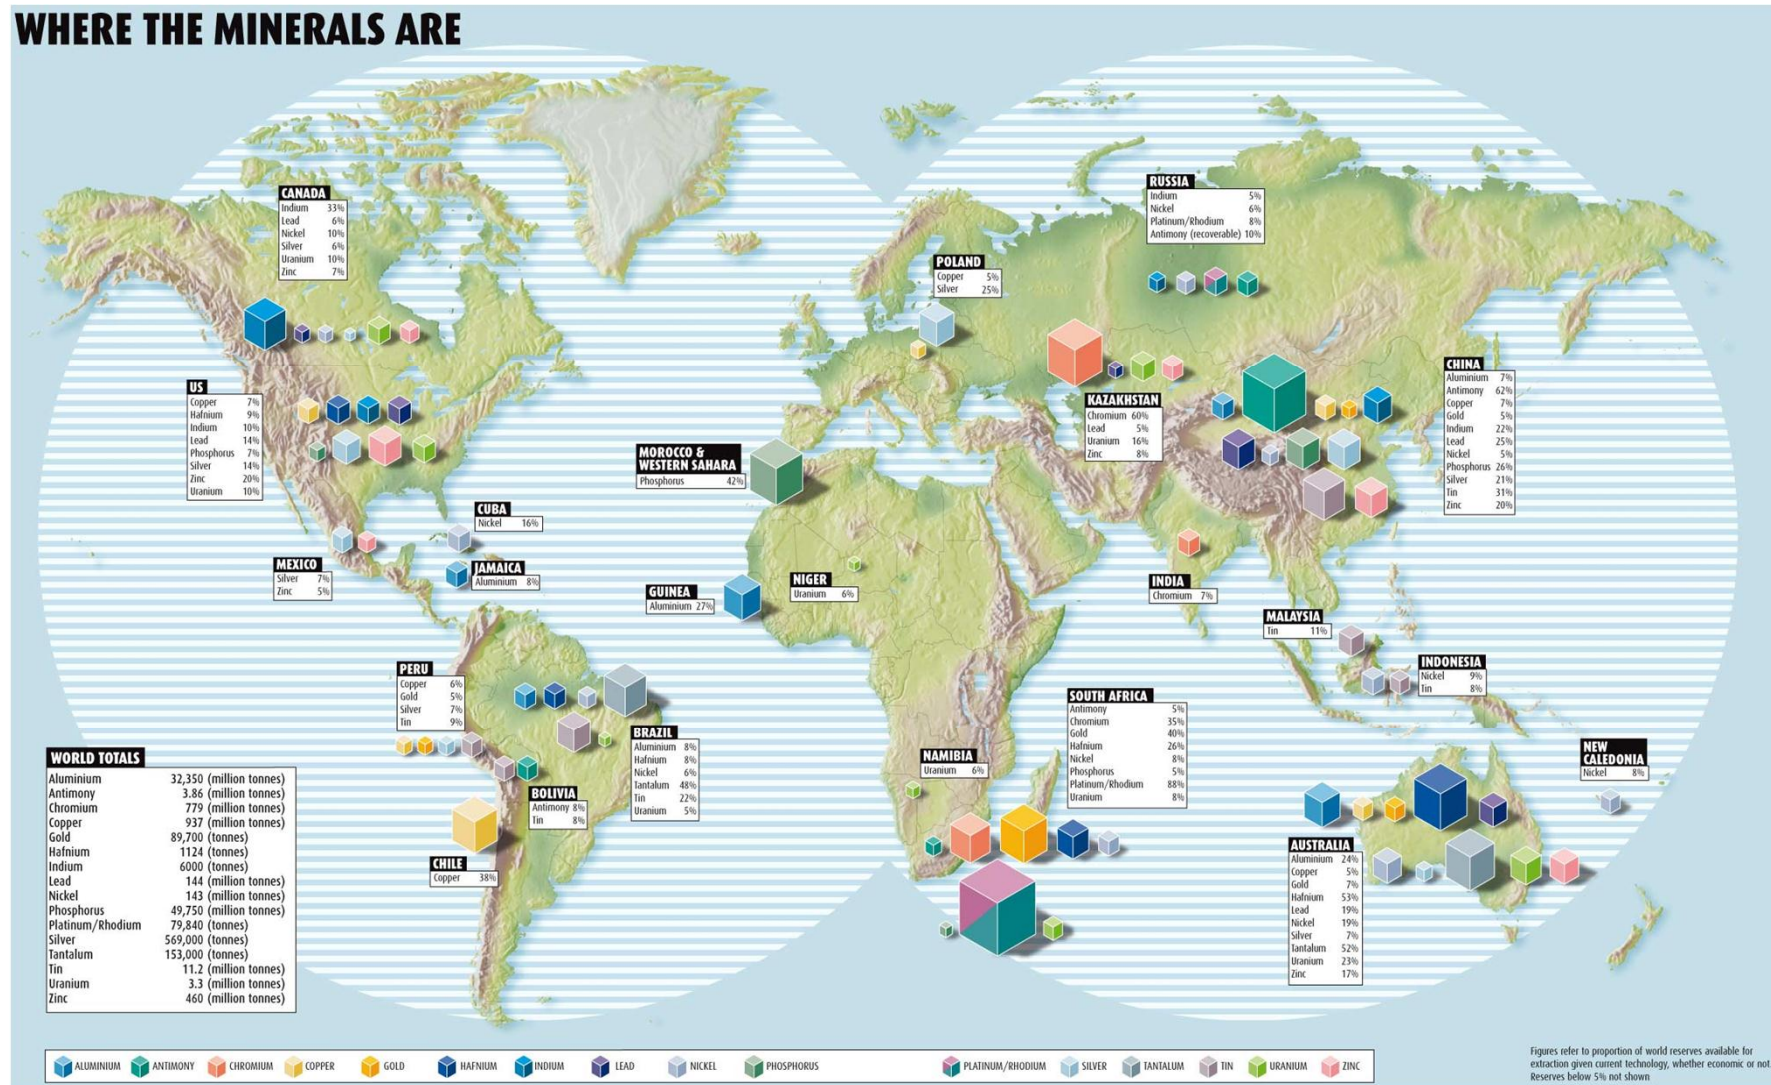 WHERE THE MINERALS ARE
CANADA
Indium 33%
Lead 6%
Nickel 10%
Silver 6%
Uranium 10%
Zinc 7%
RUSSIA
Indium 5%
Nickel 6%
Platinum/Rhodium 8%
Antimony (recoverable) 10%
POLAND
Copper 5%
Silver 25%
US
Copper 7%
Hafnium 9%
Indium 10%
Lead 14%
Phosphorus 7%
Silver 14%
Zinc 20%
Uranium 10%
KAZAKHSTAN
Chromium 60%
Lead 5%
Uranium 16%
Zinc 8%
CHINA
Aluminium 7%
Antimony 62%
Copper 7%
Gold 5%
Indium 22%
Lead 25%
Nickel 5%
Phosphorus 26%
Silver 21%
Tin 31%
Zinc 20%
MOROCCO &
WESTERN SAHARA
Phosphorus 42%
CUBA
Nickel 16%
MEXICO
Silver 7%
Zinc 5%
JAMAICA
Aluminium 8%
GUINEA
Aluminium 27%
NIGER
Uranium 6%
INDIA
Chromium 7%
MALAYSIA
Tin 11%
INDONESIA
Nickel 9%
Tin 8%
PERU
Copper 6%
Gold 5%
Silver 7%
Tin 9%
BRAZIL
Aluminium 8%
Hafnium 8%
Nickel 6%
Tantalum 48%
Tin 22%
Uranium 5%
SOUTH AFRICA
Antimony 5%
Chromium 35%
Gold 40%
Hafnium 26%
Nickel 8%
Phosphorus 5%
Platinum/Rhodium 88%
Uranium 8%
NAMIBIA
Uranium 6%
NEW
CALEDONIA
Nickel 8%
BOLIVIA
Antimony 8%
Tin 8%
CHILE
Copper 38%
AUSTRALIA
Aluminium 24%
Copper 5%
Gold 7%
Hafnium 53%
Lead 19%
Nickel 19%
Silver 7%
Tantalum 52%
Uranium 23%
Zinc 17%
WORLD TOTALS
Aluminium 32,350 (million tonnes)
Antimony 3.86 (million tonnes)
Chromium 779 (million tonnes)
Copper 937 (million tonnes)
Gold 89,700 (tonnes)
Hafnium 1124 (tonnes)
Indium 6000 (tonnes)
Lead 144 (million tonnes)
Nickel 143 (million tonnes)
Phosphorus 49,750 (million tonnes)
Platinum/Rhodium 79,840 (tonnes)
Silver 569,000 (tonnes)
Tantalum 153,000 (tonnes)
Tin 11.2 (million tonnes)
Uranium 3.3 (million tonnes)
Zinc 460 (million tonnes)
ALUMINIUM ANTIMONY CHROMIUM COPPER GOLD HAFNIUM INDIUM LEAD NICKEL PHOSPHORUS PLATINUM/RHODIUM SILVER TANTALUM TIN URANIUM ZINC
Figures refer to proportion of world reserves available for
extraction given current technology, whether economic or not.
Reserves below 5% not shown